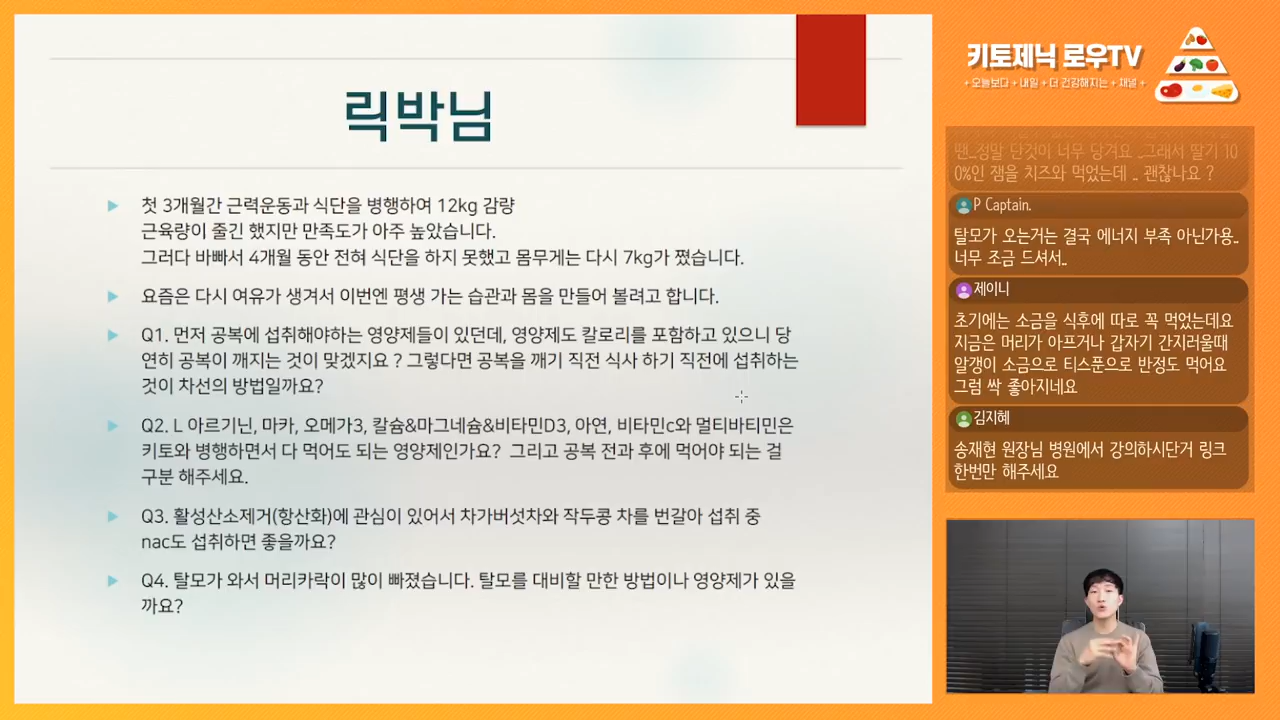 릭박님
첫 3개월간 근력운동과 식단을 병행하여 12kg 감량
근육량이 줄긴 했지만 만족도가 아주 높았습니다.
그러다 바빠서 4개월 동안 전혀 식단을 하지 못했고 몸무게는 다시 7kg가 쪘습니다.
요즘은 다시 여유가 생겨서 이번엔 평생 가는 습관과 몸을 만들어 볼려고 합니다.
Q1. 먼저 공복에 섭취해야하는 영양제들이 있던데, 영양제도 칼로리를 포함하고 있으니 당
연히 공복이 깨지는 것이 맞겠지요 ? 그렇다면 공복을 깨기 직전 식사 하기 직전에 섭취하는
것이 차선의 방법일까요?
Q2. L 아르기닌, 마카, 오메가3, 칼슘&마그네슘&비타민D3, 아연, 비타민c와 멀티바티민은
키토와 병행하면서 다 먹어도 되는 영양제인가요? 그리고 공복 전과 후에 먹어야 되는 걸
구분 해주세요.
Q3. 활성산소제거(항산화)에 관심이 있어서 차가버섯차와 작두콩 차를 번갈아 섭취 중
nac도 섭취하면 좋을까요?
Q4. 탈모가 와서 머리카락이 많이 빠졌습니다. 탈모를 대비할 만한 방법이나 영양제가 있을
까요?
키토제닉 로우TV
+ 오늘보다 + 내일 + 더 건강해지는 + 채널 +
땐..정말 단것이 너무 당겨요 ..그래서 딸기 10
0%인 잼을 치즈와 먹었는데 .. 괜찮나요 ?
P Captain.
탈모가 오는거는 결국 에너지 부족 아닌가용..
너무 조금 드셔서..
제이니
초기에는 소금을 식후에 따로 꼭 먹었는데요
지금은 머리가 아프거나 갑자기 간지러울때
알갱이 소금으로 티스푼으로 반정도 먹어요
그럼 싹 좋아지네요
김지혜
송재현 원장님 병원에서 강의하시단거 링크
한번만 해주세요